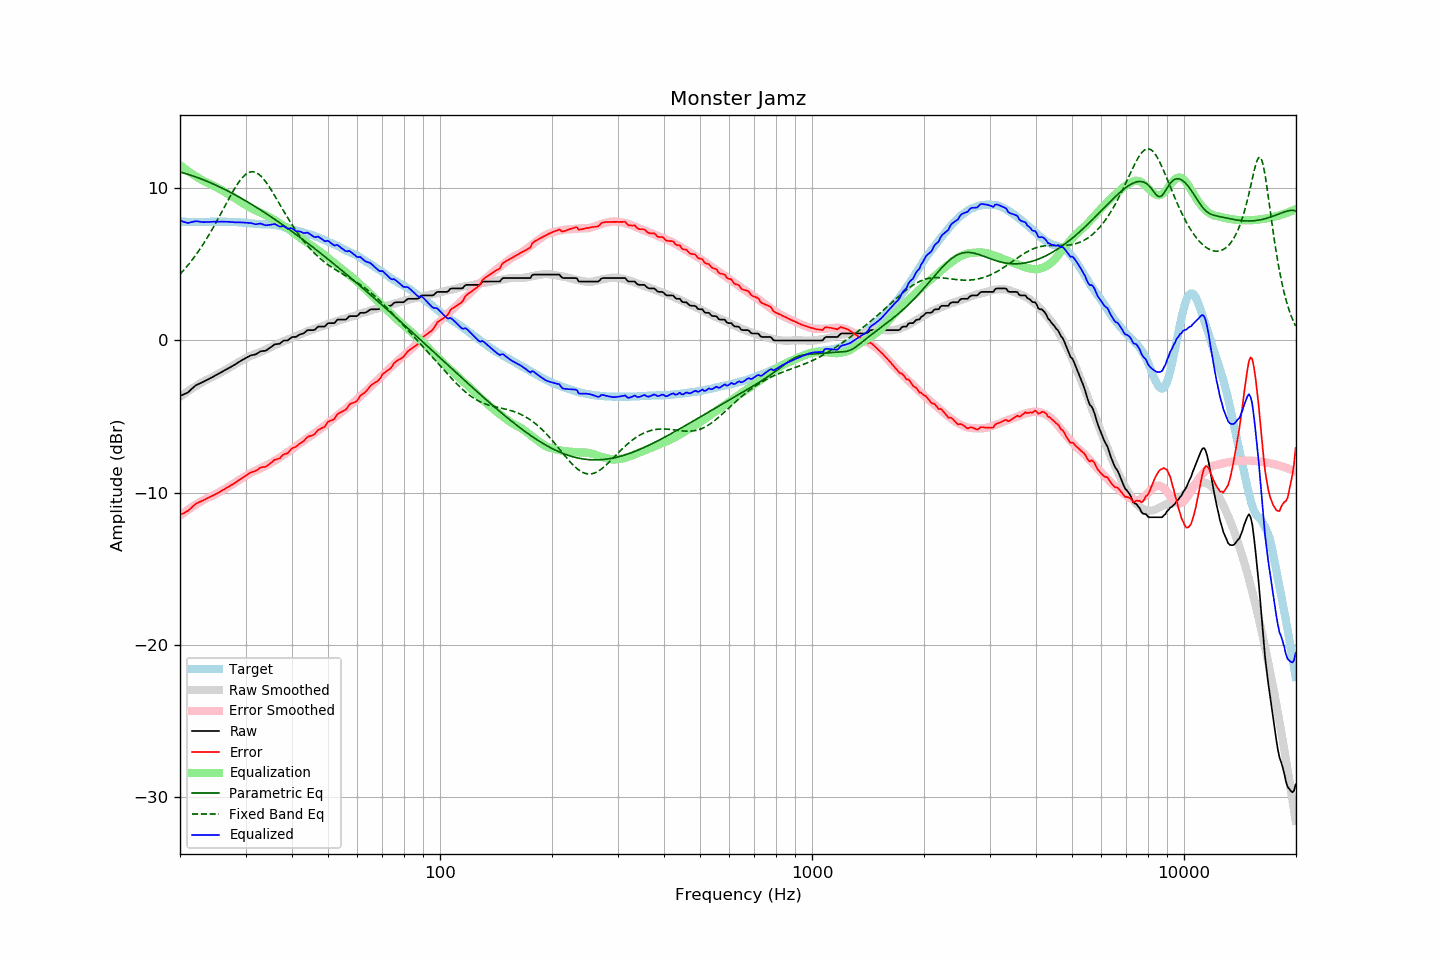 Monster Jamz
Amplitude (dBr)
10
0
−10
−20
−30
Target
Raw Smoothed
Error Smoothed
Raw
Error
Equalization
Parametric Eq
Fixed Band Eq
Equalized
100
1000
10000
Frequency (Hz)